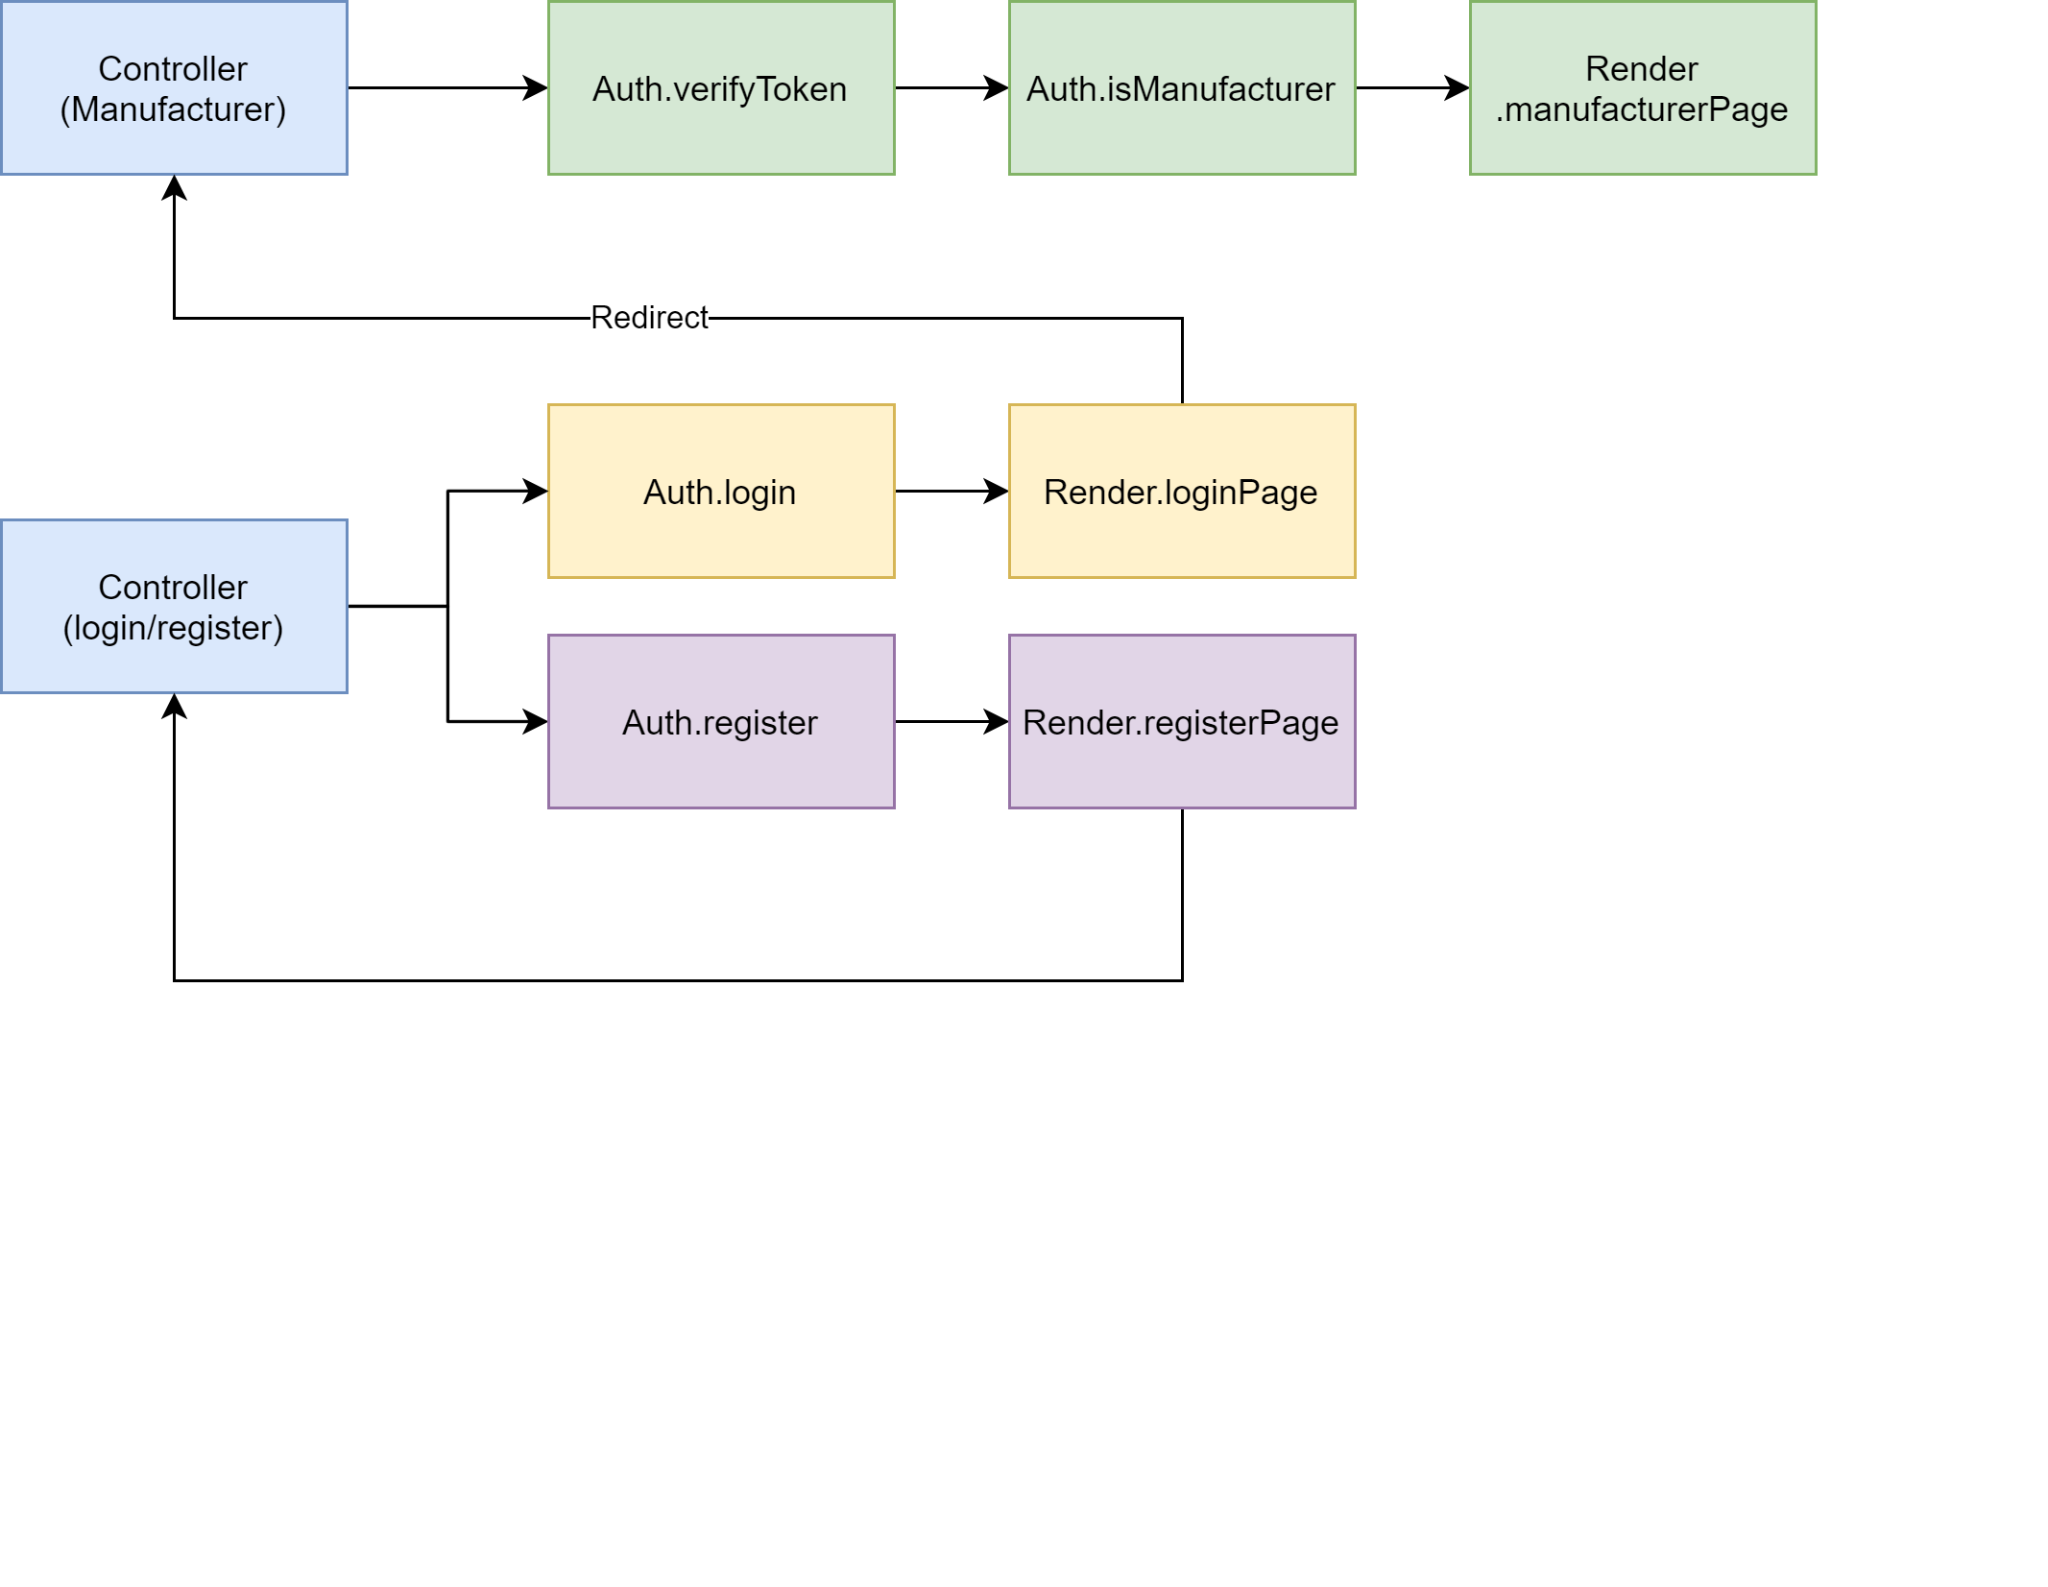 Controller
(Manufacturer)
Auth.verifyToken
Auth.isManufacturer
Render
.manufacturerPage
Redirect
Auth.login
Render.loginPage
Controller
(login/register)
Auth.register
Render.registerPage